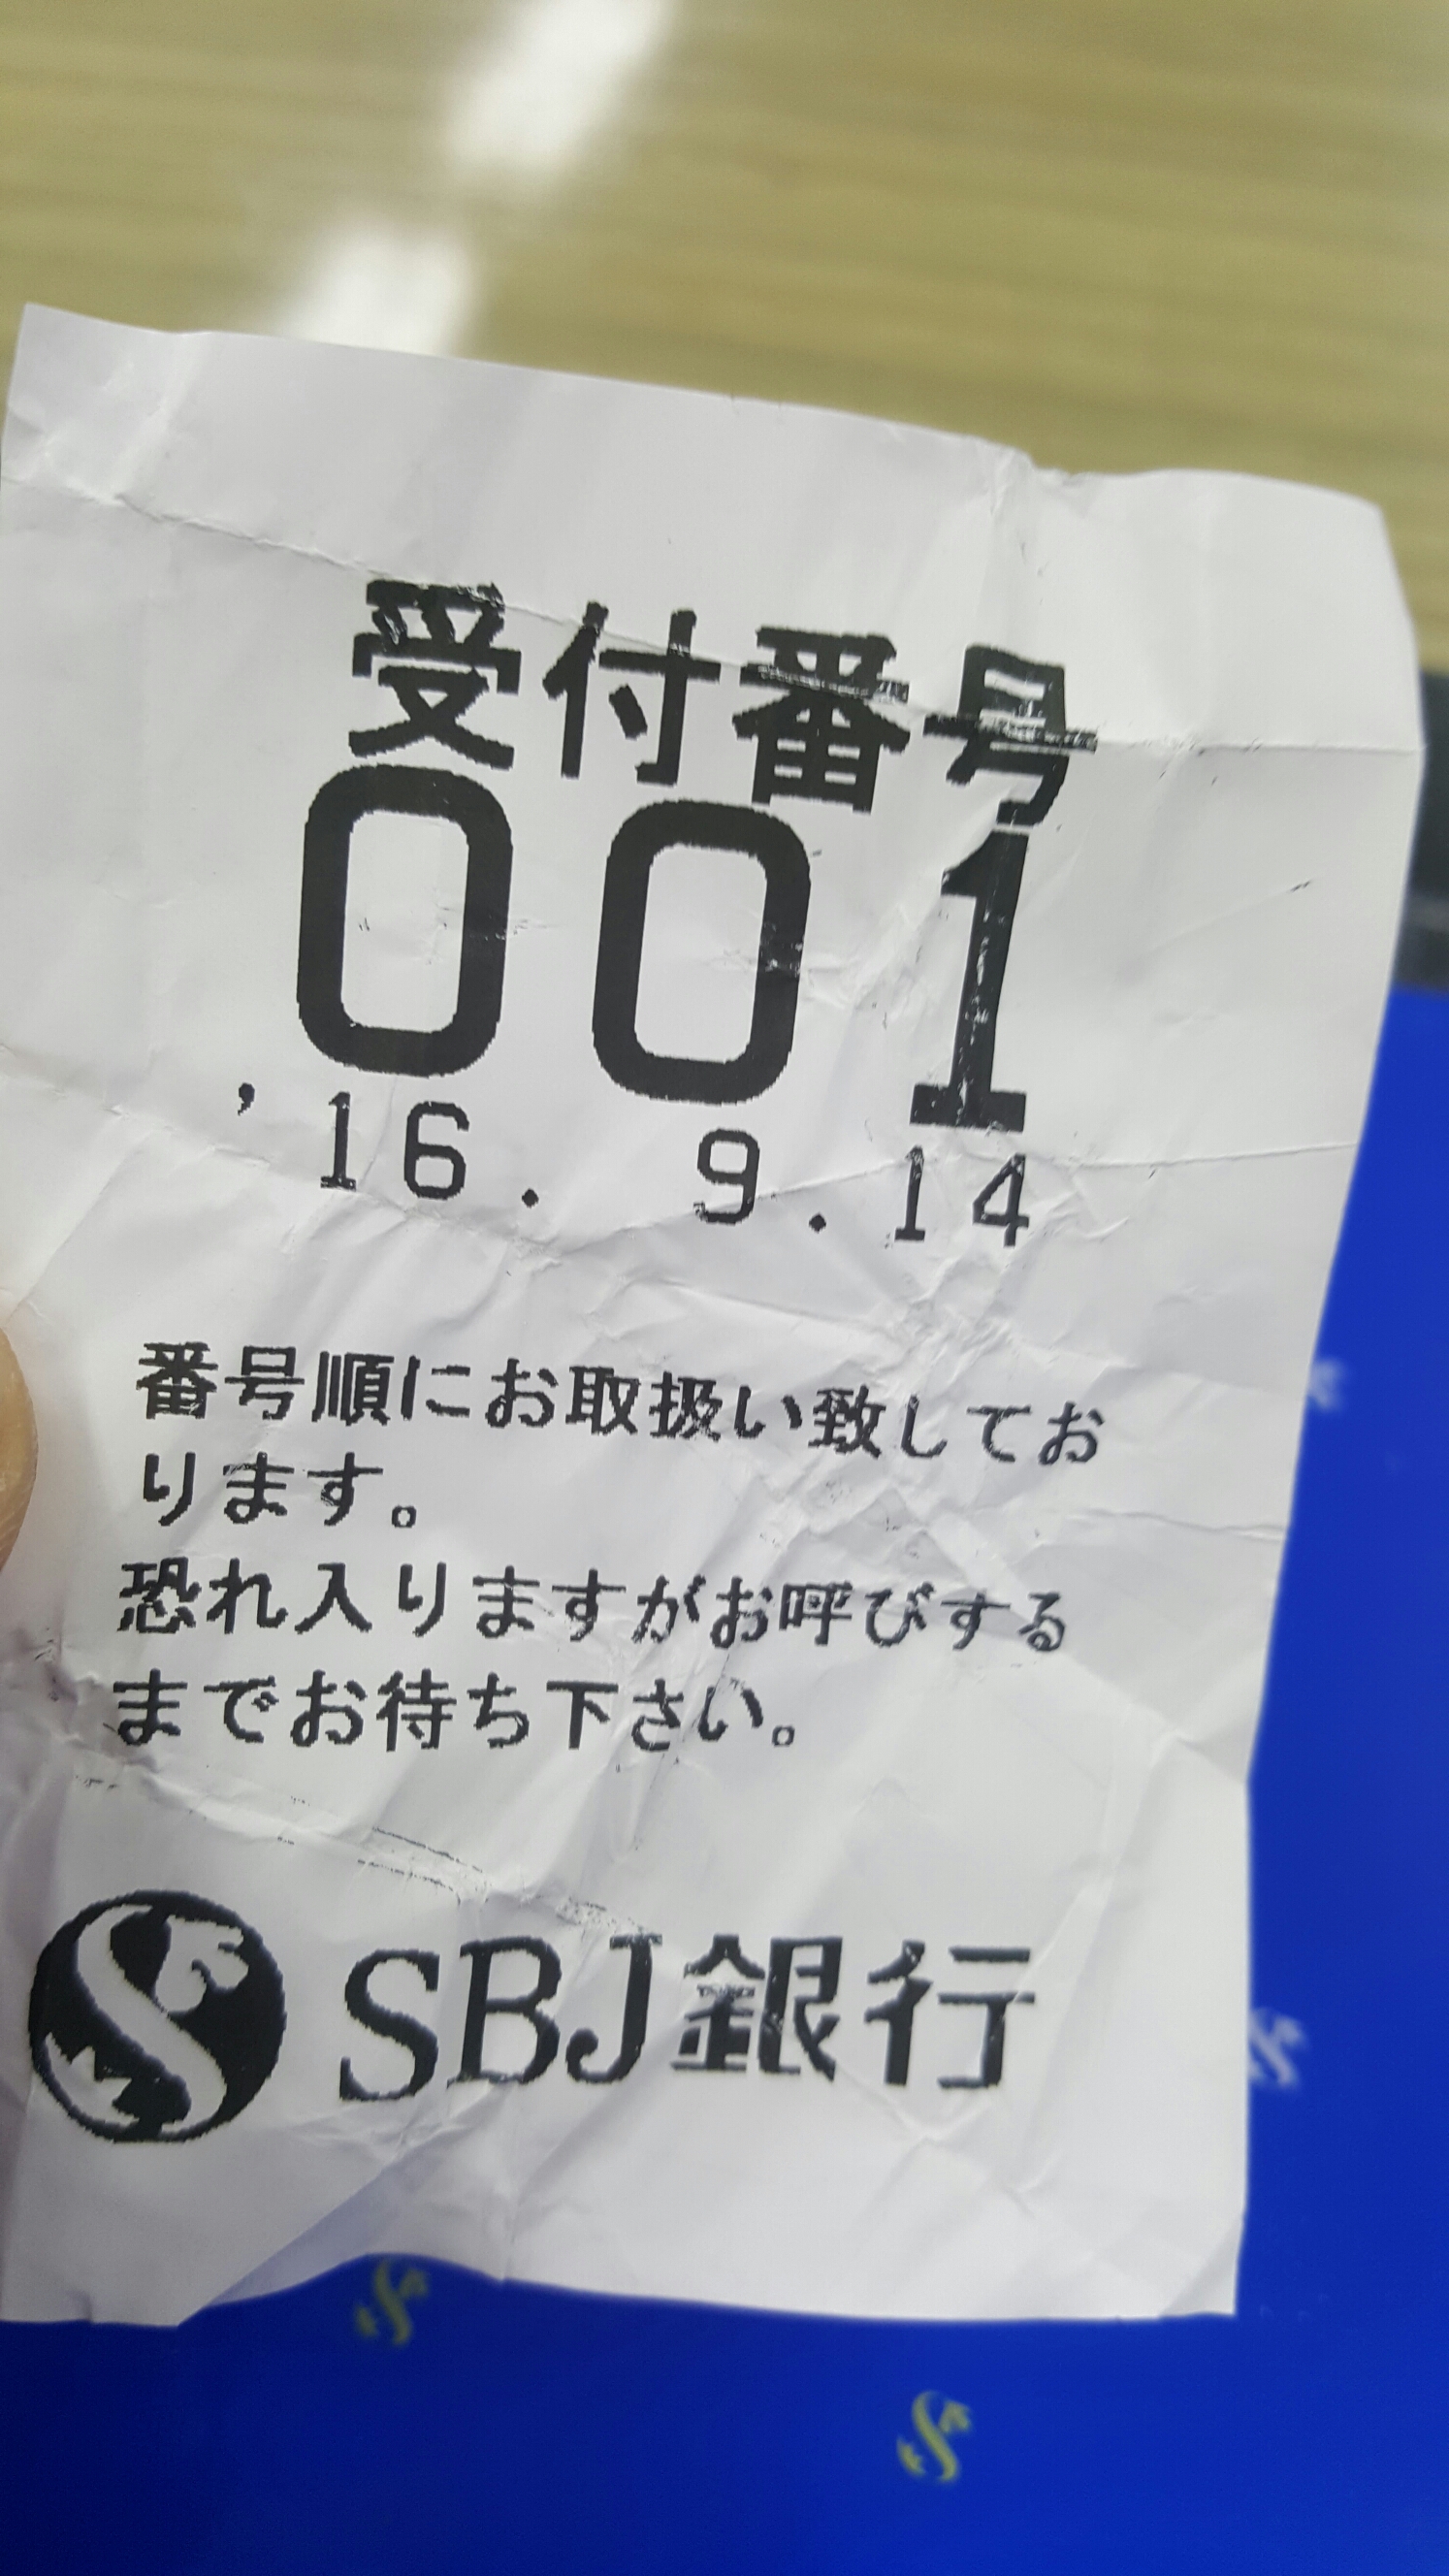 受付番号
001
'16. 9.14
番号順にお取扱い致してお
ります。
恐れ入りますがお呼びする
までお待ち下さい。
SBJ銀行